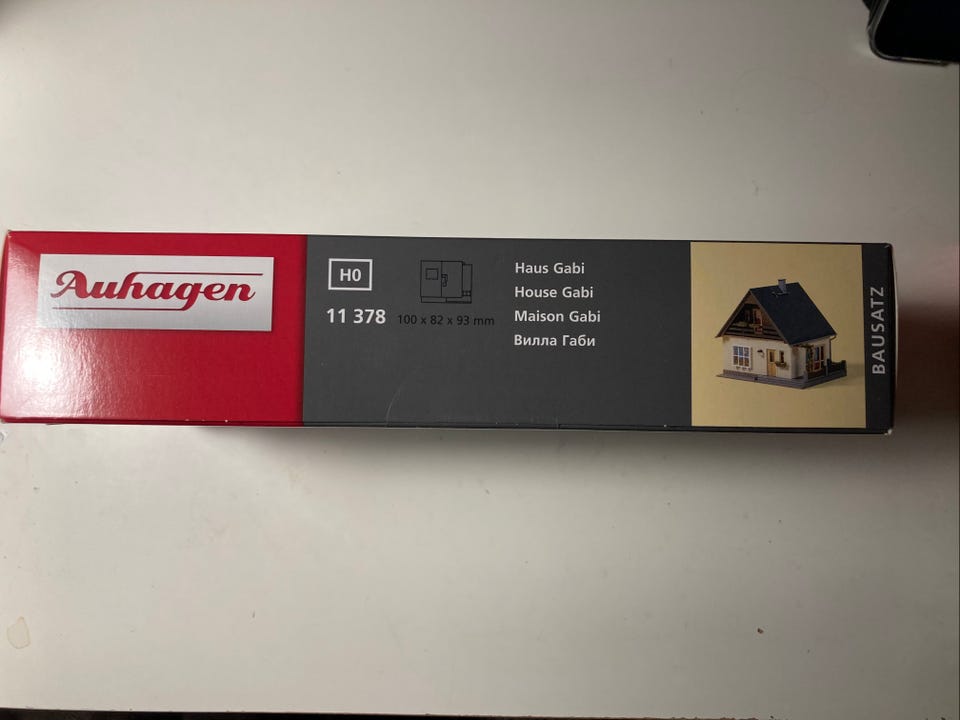 Auhagen
H0
11 378
100 x 82 x 93 mm
Haus Gabi
House Gabi
Maison Gabi
Вилла Габи
BAUSATZ